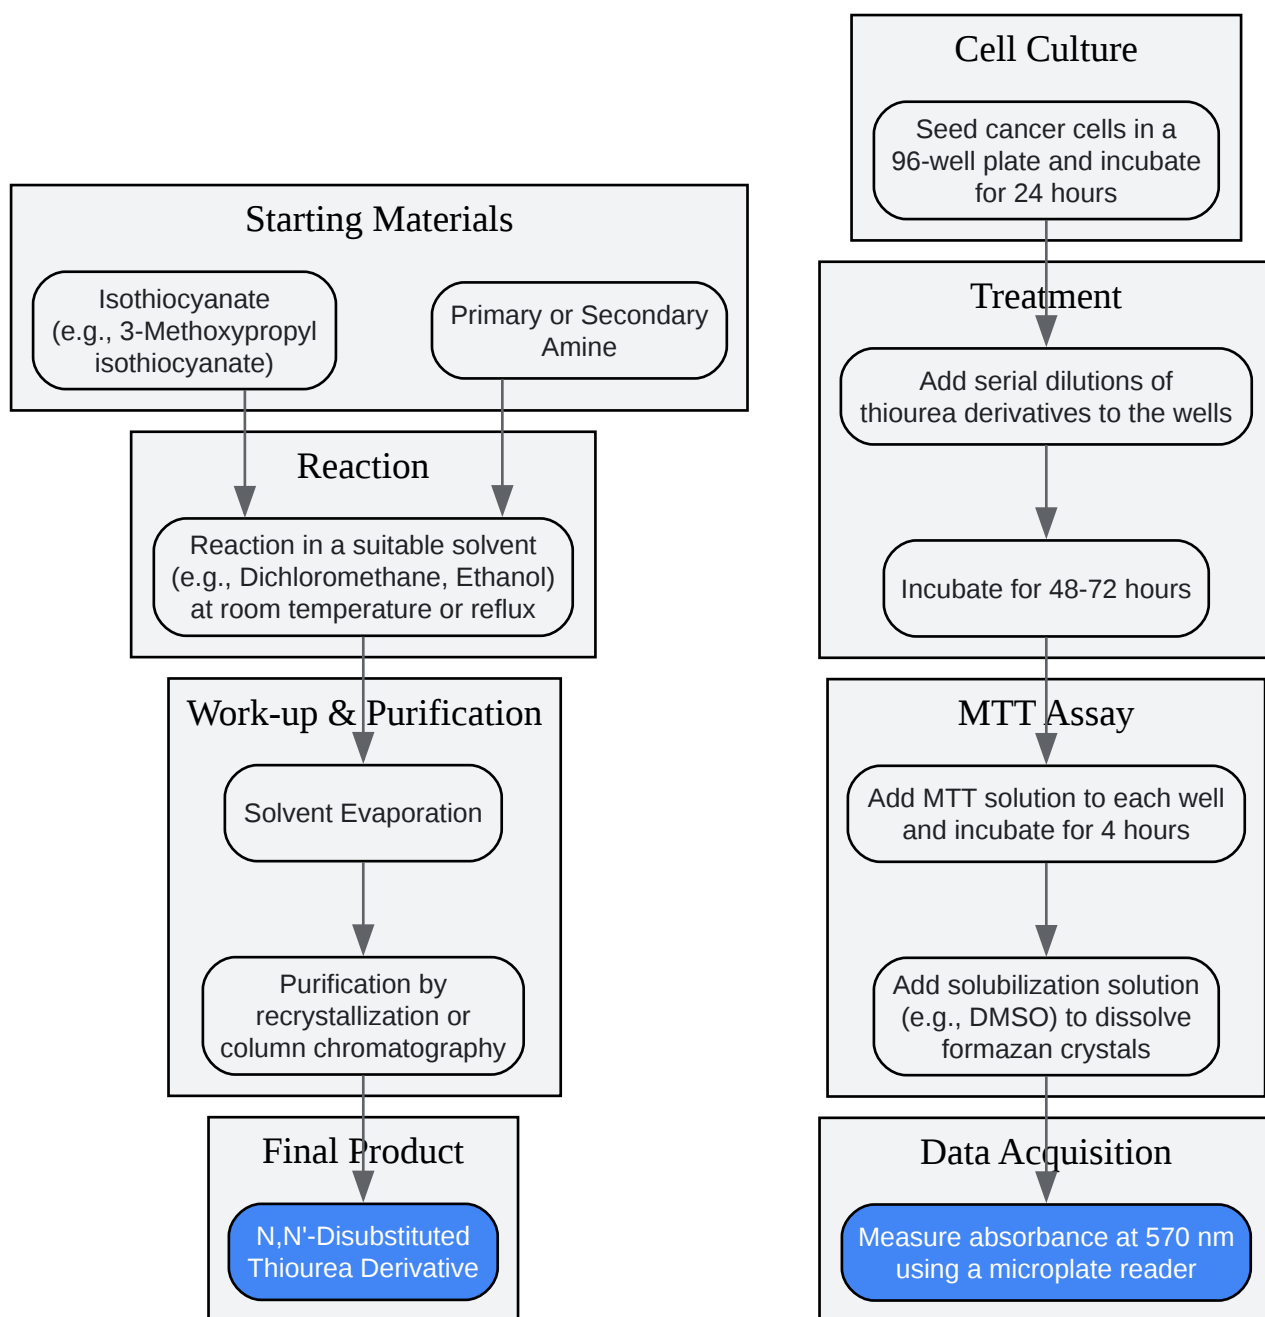 Starting Materials
Isothiocyanate
(e.g., 3-Methoxypropyl
isothiocyanate)
Primary or Secondary
Amine
Reaction
Reaction in a suitable solvent
(e.g., Dichloromethane, Ethanol)
at room temperature or reflux
Work-up & Purification
Solvent Evaporation
Purification by
recrystallization or
column chromatography
Final Product
N,N'-Disubstituted
Thiourea Derivative
Cell Culture
Seed cancer cells in a
96-well plate and incubate
for 24 hours
Treatment
Add serial dilutions of
thiourea derivatives to the wells
Incubate for 48-72 hours
MTT Assay
Add MTT solution to each well
and incubate for 4 hours
Add solubilization solution
(e.g., DMSO) to dissolve
formazan crystals
Data Acquisition
Measure absorbance at 570 nm
using a microplate reader